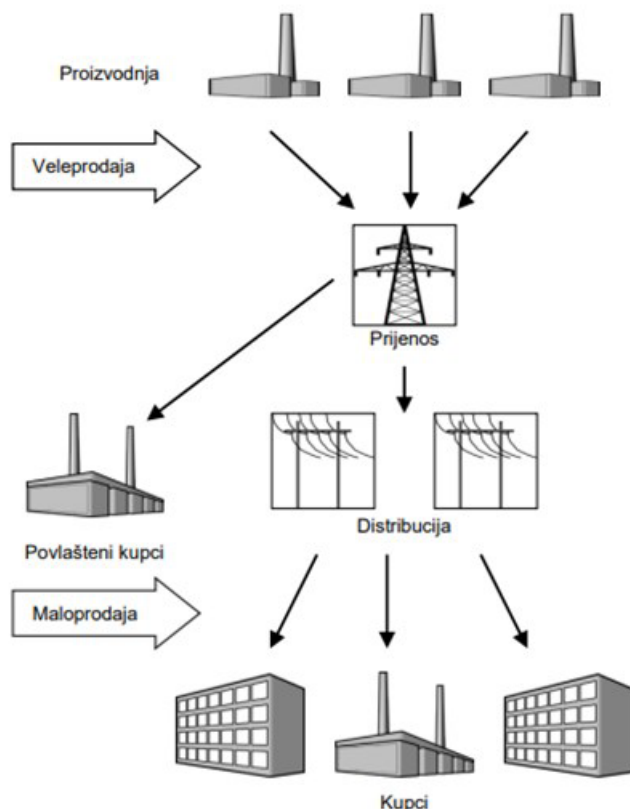 Proizvodnja
Veleprodaja
Prijenos
Distribucija
Povlašteni kupci
Maloprodaja
Kupci